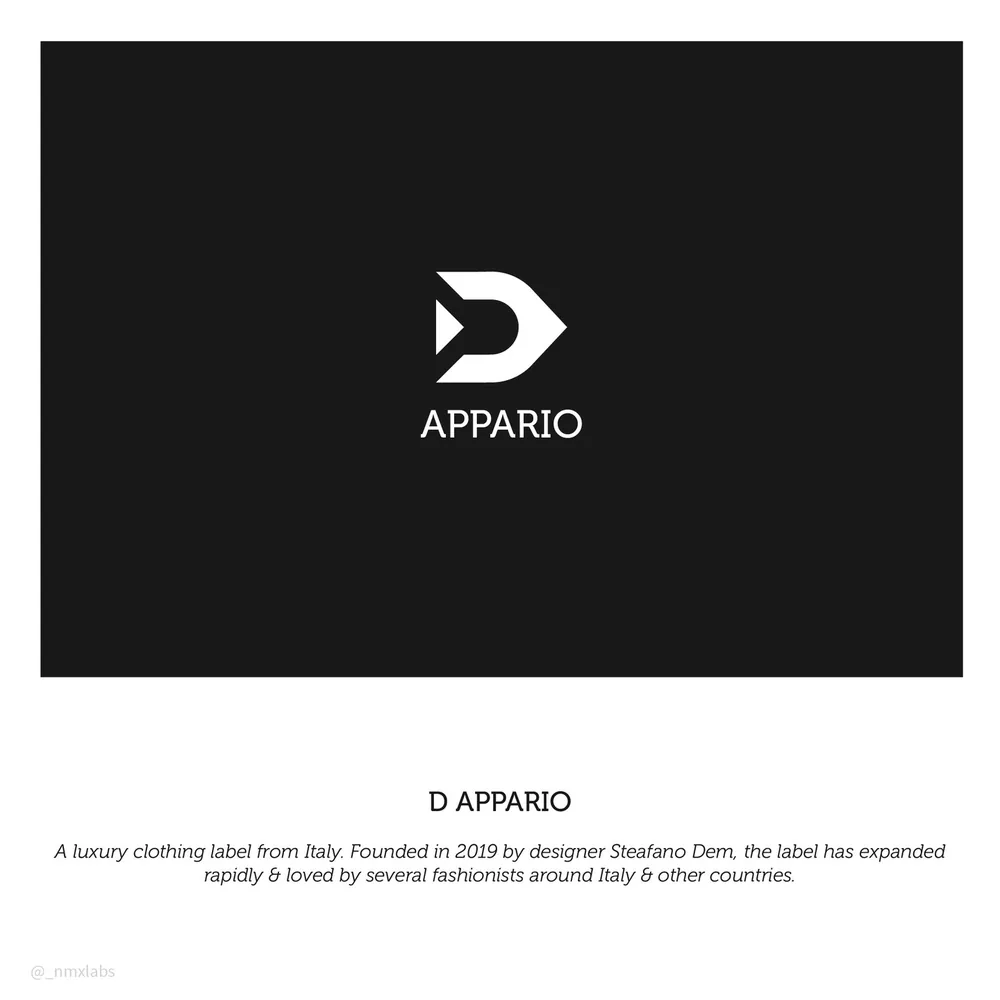 APPARIO
D APPARIO
A luxury clothing label from Italy. Founded in 2019 by designer Steafano Dem, the label has expanded
rapidly & loved by several fashionists around Italy & other countries.
@_nmxlabs